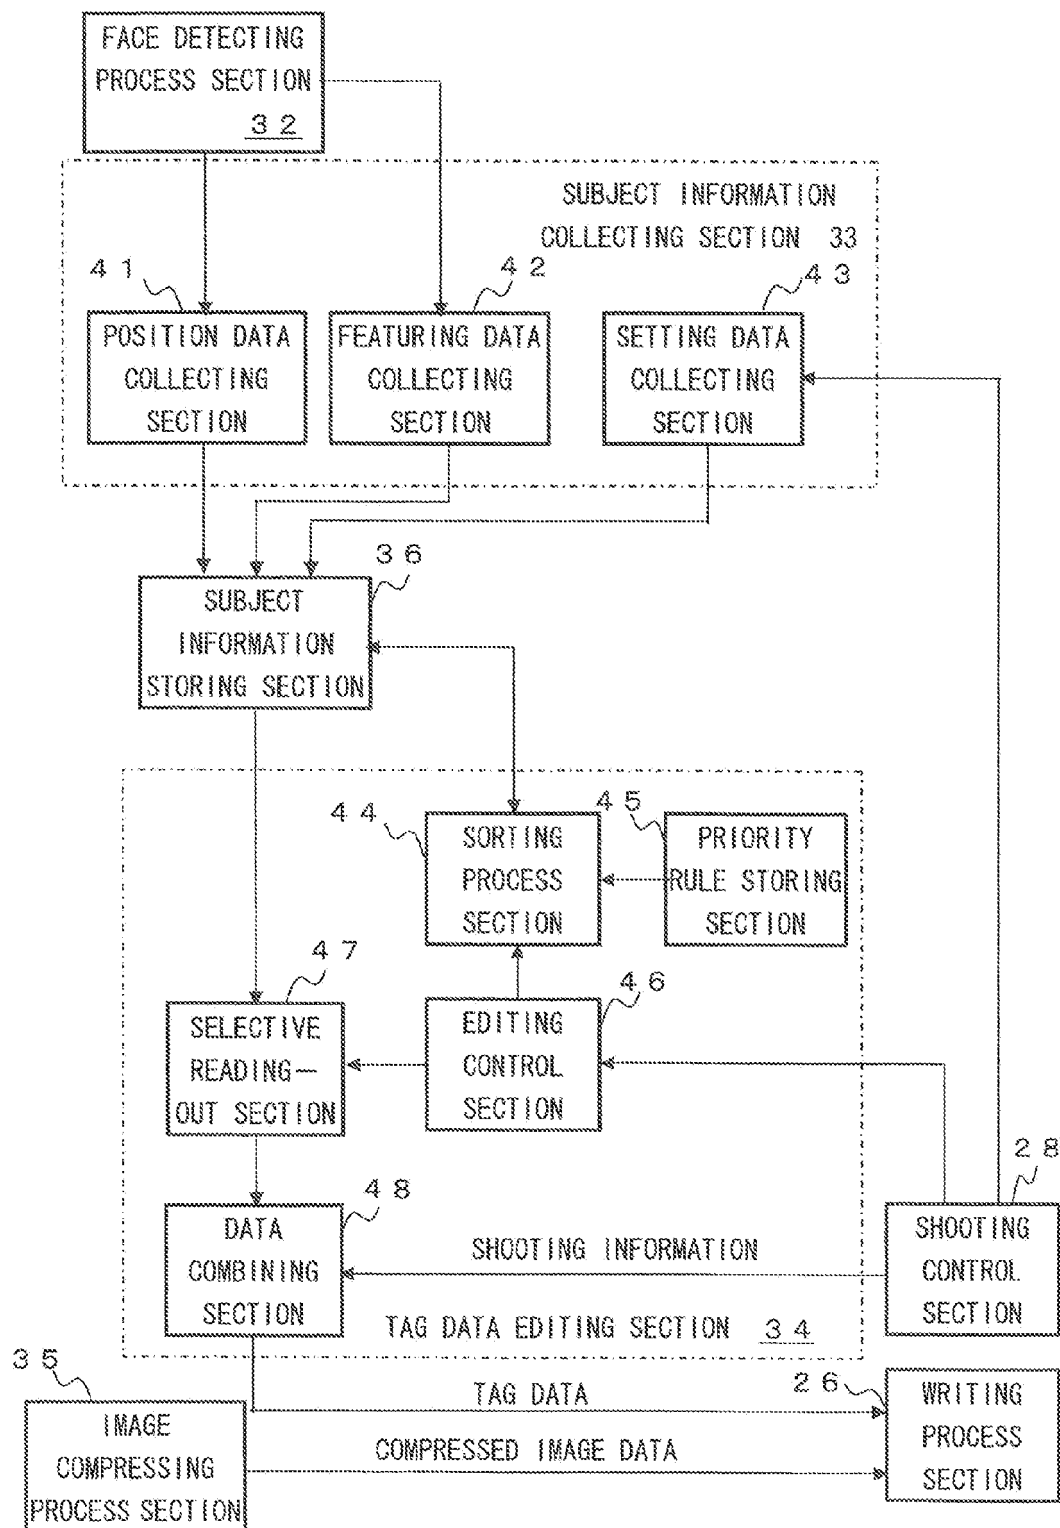 FACE DETECTING
PROCESS SECTION
32
SUBJECT INFORMATION
COLLECTING SECTION 33
41
42
43
POSITION DATA
COLLECTING
SECTION
FEATURING DATA
COLLECTING
SECTION
SETTING DATA
COLLECTING
SECTION
36
SUBJECT
INFORMATION
STORING SECTION
44
45
SORTING
PROCESS
SECTION
PRIORITY
RULE STORING
SECTION
47
46
SELECTIVE
READING-
OUT SECTION
EDITING
CONTROL
SECTION
48
28
DATA
COMBINING
SECTION
SHOOTING INFORMATION
SHOOTING
CONTROL
SECTION
TAG DATA EDITING SECTION 34
35
26
TAG DATA
IMAGE
COMPRESSING
PROCESS SECTION
COMPRESSED IMAGE DATA
WRITING
PROCESS
SECTION